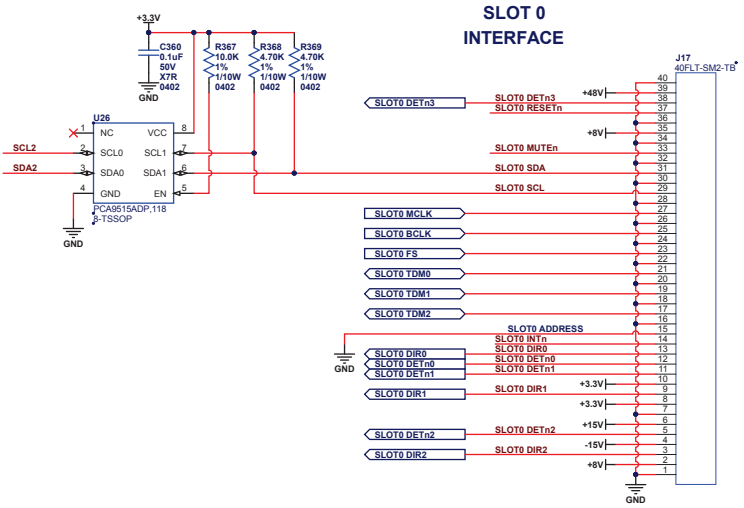 SLOT 0
INTERFACE
+3.3V
C360
0.1uF
50V
X7R
0402
GND
R367
10.0K
1%
1/10W
0402
R368
4.70K
1%
1/10W
0402
R369
4.70K
1%
1/10W
0402
U26
1 NC VCC 8
SCL2 2 SCL0 SCL1 7
SDA2 3 SDA0 SDA1 6
4 GND EN 5
PCA9515ADP,118
8-TSSOP
GND
J17
40FLT-SM2-TB
40
+48V 39
SLOT0 DETn3 SLOT0 DETn3 38
SLOT0 RESETn 37
36
+8V 35
34
SLOT0 MUTEn 33
32
SLOT0 SDA 31
30
SLOT0 SCL 29
28
SLOT0 MCLK 27
26
SLOT0 BCLK 25
24
SLOT0 FS 23
22
SLOT0 TDM0 21
20
SLOT0 TDM1 19
18
SLOT0 TDM2 17
16
SLOT0 ADDRESS 15
GND
SLOT0 INTn 14
SLOT0 DIR0 SLOT0 DIR0 13
SLOT0 DETn0 SLOT0 DETn0 12
SLOT0 DETn1 SLOT0 DETn1 11
+3.3V 10
SLOT0 DIR1 SLOT0 DIR1 9
+3.3V 8
7
+15V 6
SLOT0 DETn2 SLOT0 DETn2 5
-15V 4
SLOT0 DIR2 SLOT0 DIR2 3
+8V 2
1
GND